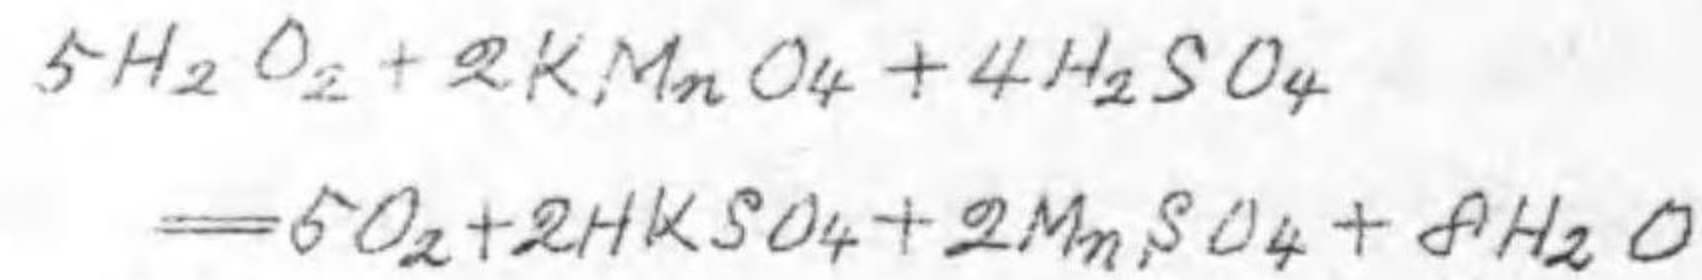 5H₂O₂ + 2KMnO₄ + 4H₂SO₄
= 5O₂ + 2HKSO₄ + 2MnSO₄ + 8H₂O